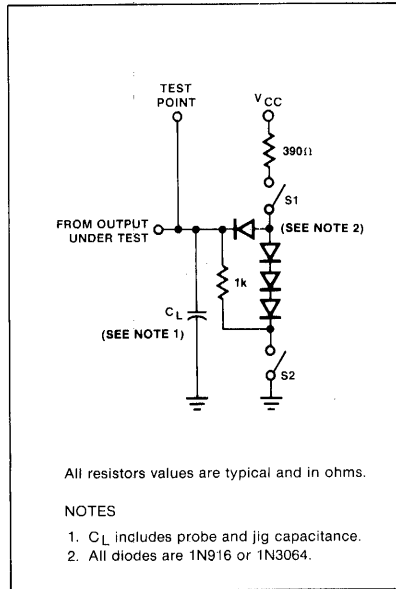 TEST
POINT
VCC
390Ω
S1
FROM OUTPUT
UNDER TEST
(SEE NOTE 2)
1k
CL
(SEE NOTE 1)
S2
All resistors values are typical and in ohms.
NOTES
1. CL includes probe and jig capacitance.
2. All diodes are 1N916 or 1N3064.